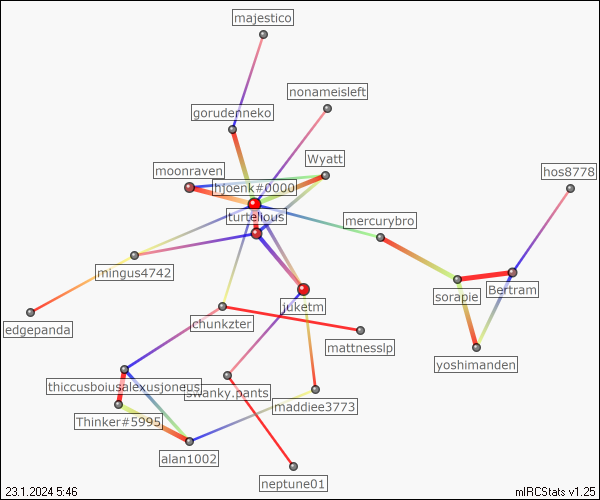 majestico
nonameisleft
gorudenneko
Wyatt
moonraven
hos8778
hjoenk#0000
turtelious
mercurybro
mingus4742
Bertram
sorapie
juketm
chunkzter
edgepanda
mattnesslp
yoshimanden
thiccusboiusalexusjoneus
swanky.pants
maddiee3773
Thinker#5995
alan1002
neptune01
23.1.2024 5:46
mIRCStats v1.25